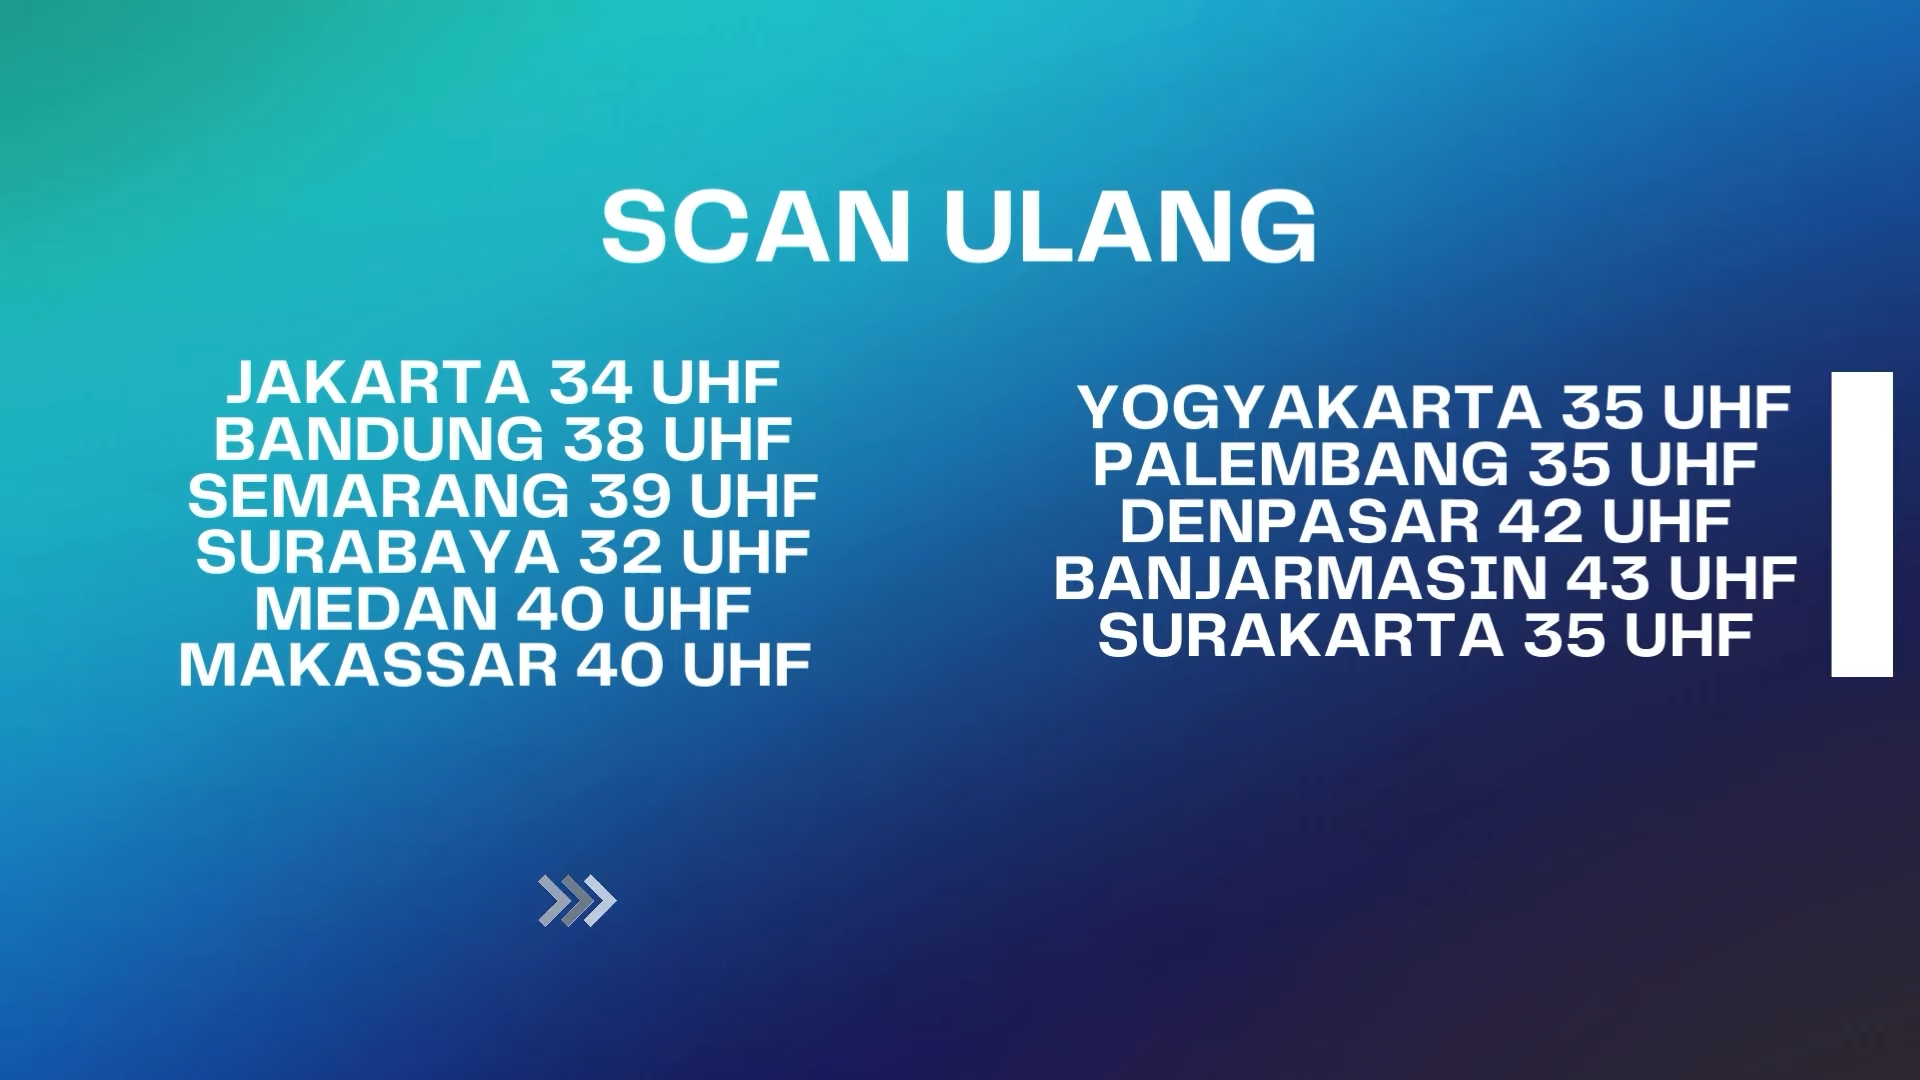 SCAN ULANG
JAKARTA 34 UHF
BANDUNG 38 UHF
SEMARANG 39 UHF
SURABAYA 32 UHF
MEDAN 40 UHF
MAKASSAR 40 UHF
YOGYAKARTA 35 UHF
PALEMBANG 35 UHF
DENPASAR 42 UHF
BANJARMASIN 43 UHF
SURAKARTA 35 UHF